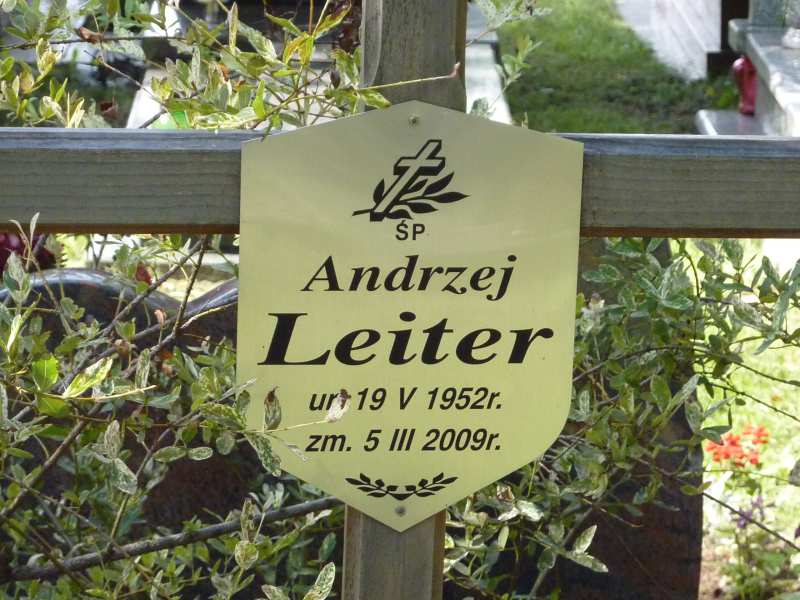 ŚP
Andrzej
Leiter
ur. 19 V 1952r.
zm. 5 III 2009r.